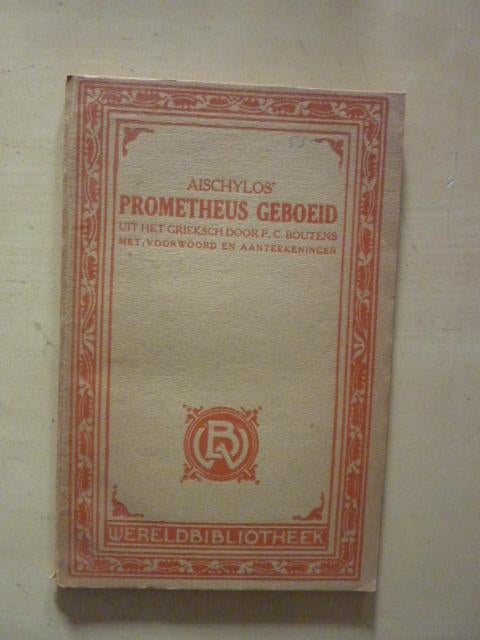 AISCHYLOS'
PROMETHEUS GEBOEID
UIT HET GRIEKSCH DOOR P. C. BOUTENS
MET VOORWOORD EN AANTEEKENINGEN
WB
WERELDBIBLIOTHEEK